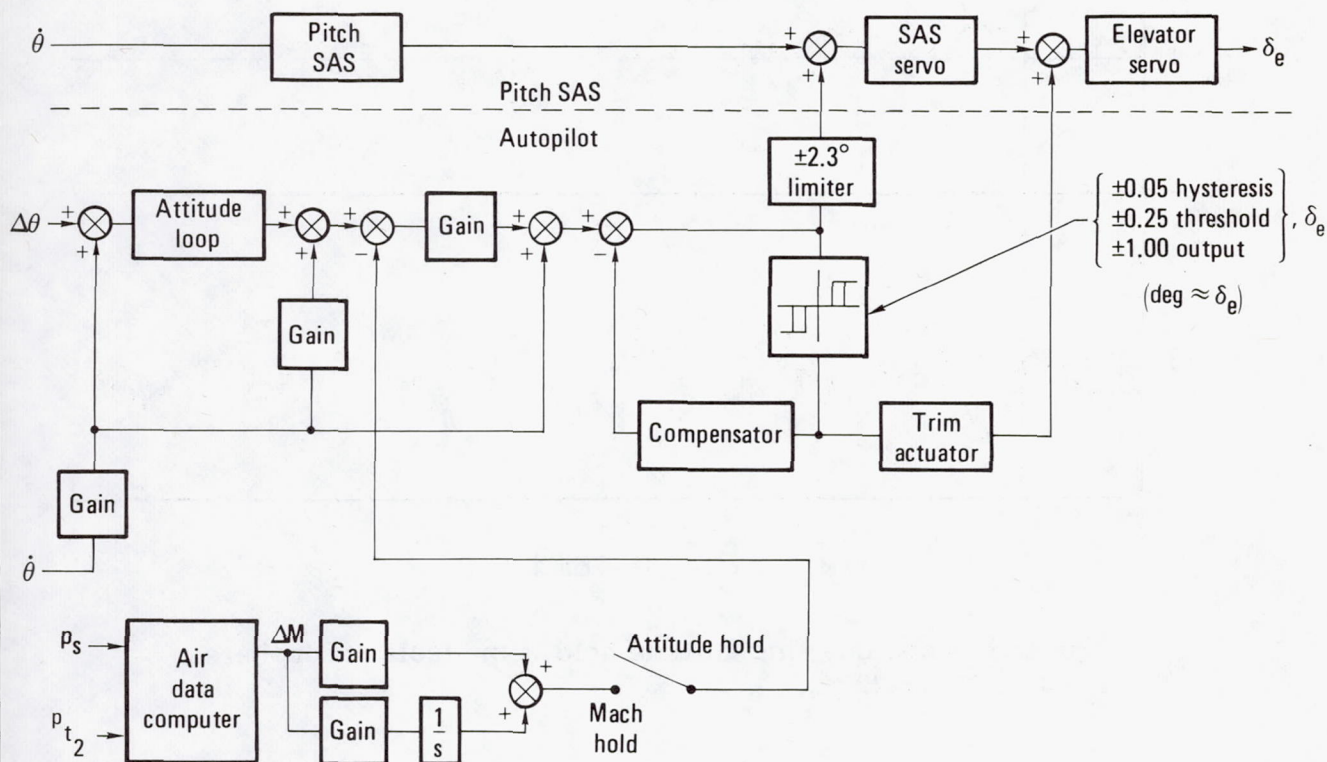 θ̇
Pitch
SAS
+
+
SAS
servo
+
+
Elevator
servo
δe
Pitch SAS
Autopilot
±2.3°
limiter
±0.05 hysteresis
±0.25 threshold
±1.00 output
, δe
(deg ≈ δe)
Δθ
+
+
Attitude
loop
+
+
+
−
Gain
+
+
+
−
Gain
Compensator
Trim
actuator
Gain
θ̇
ps
pt2
Air
data
computer
ΔM
Gain
Gain
1
s
+
+
Attitude hold
Mach
hold